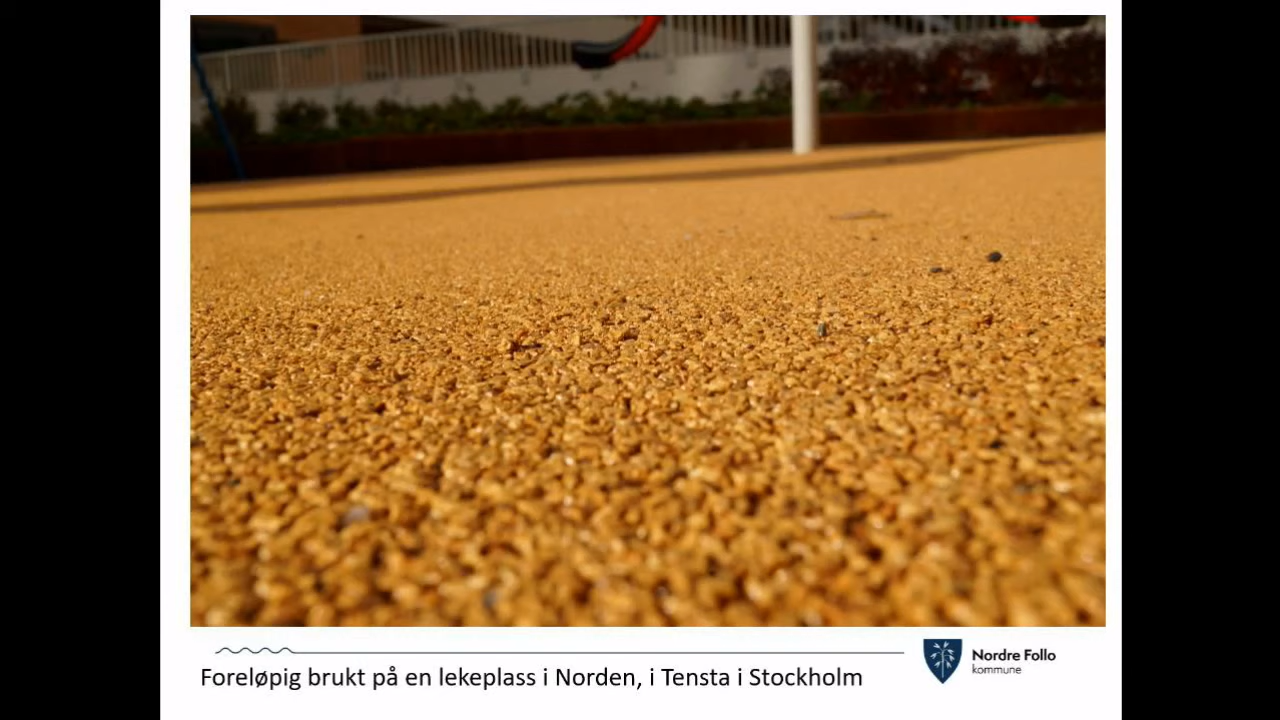 Foreløpig brukt på en lekeplass i Norden, i Tensta i Stockholm
Nordre Follo
kommune